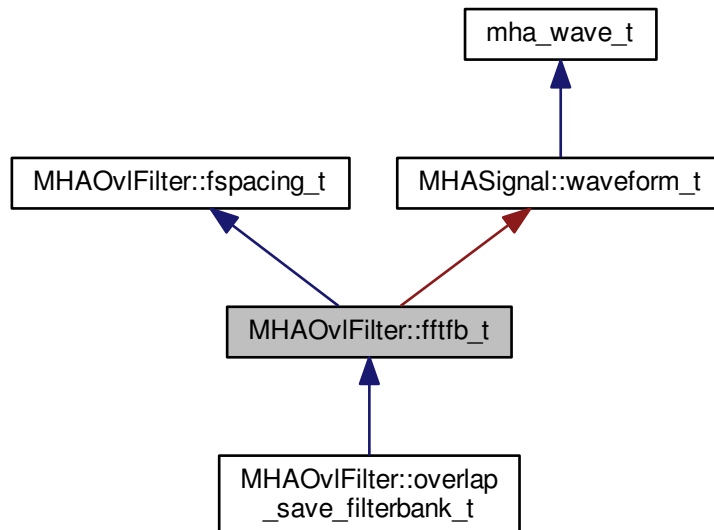 mha_wave_t
MHAOvlFilter::fspacing_t
MHASignal::waveform_t
MHAOvlFilter::fftfb_t
MHAOvlFilter::overlap
_save_filterbank_t